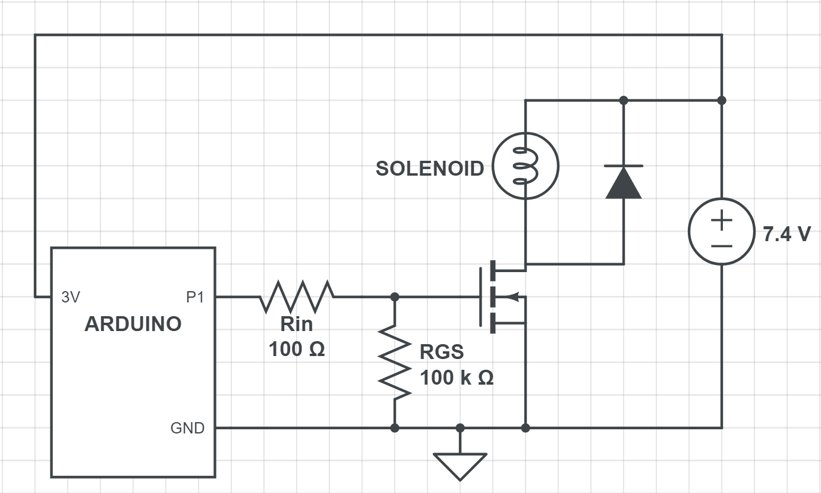 SOLENOID
7.4 V
3V
P1
ARDUINO
Rin
100 Ω
RGS
100 k Ω
GND